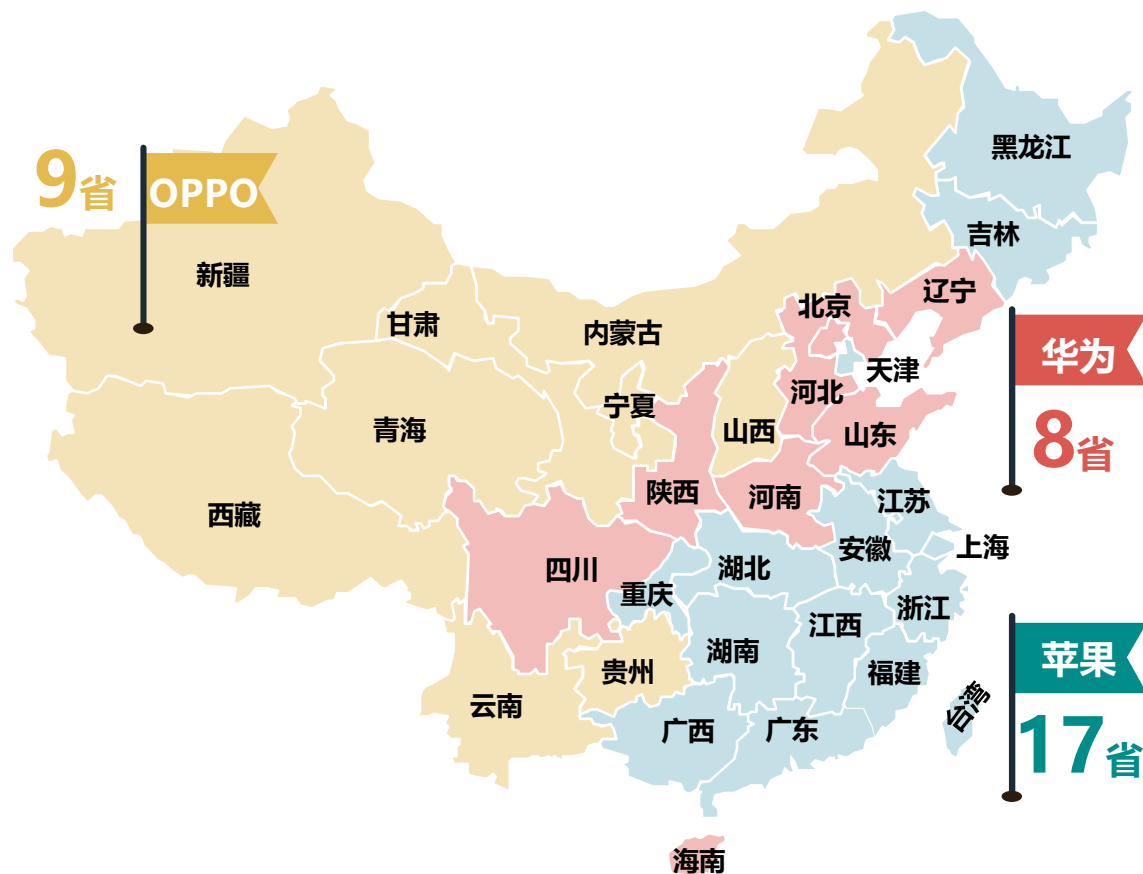 黑龙江
9省
OPPO
吉林
新疆
辽宁
北京
甘肃
内蒙古
华为
天津
河北
宁夏
青海
山西
山东
8省
陕西
河南
江苏
西藏
安徽
上海
四川
湖北
重庆
浙江
江西
湖南
苹果
贵州
福建
云南
台湾
广西
广东
17省
海南